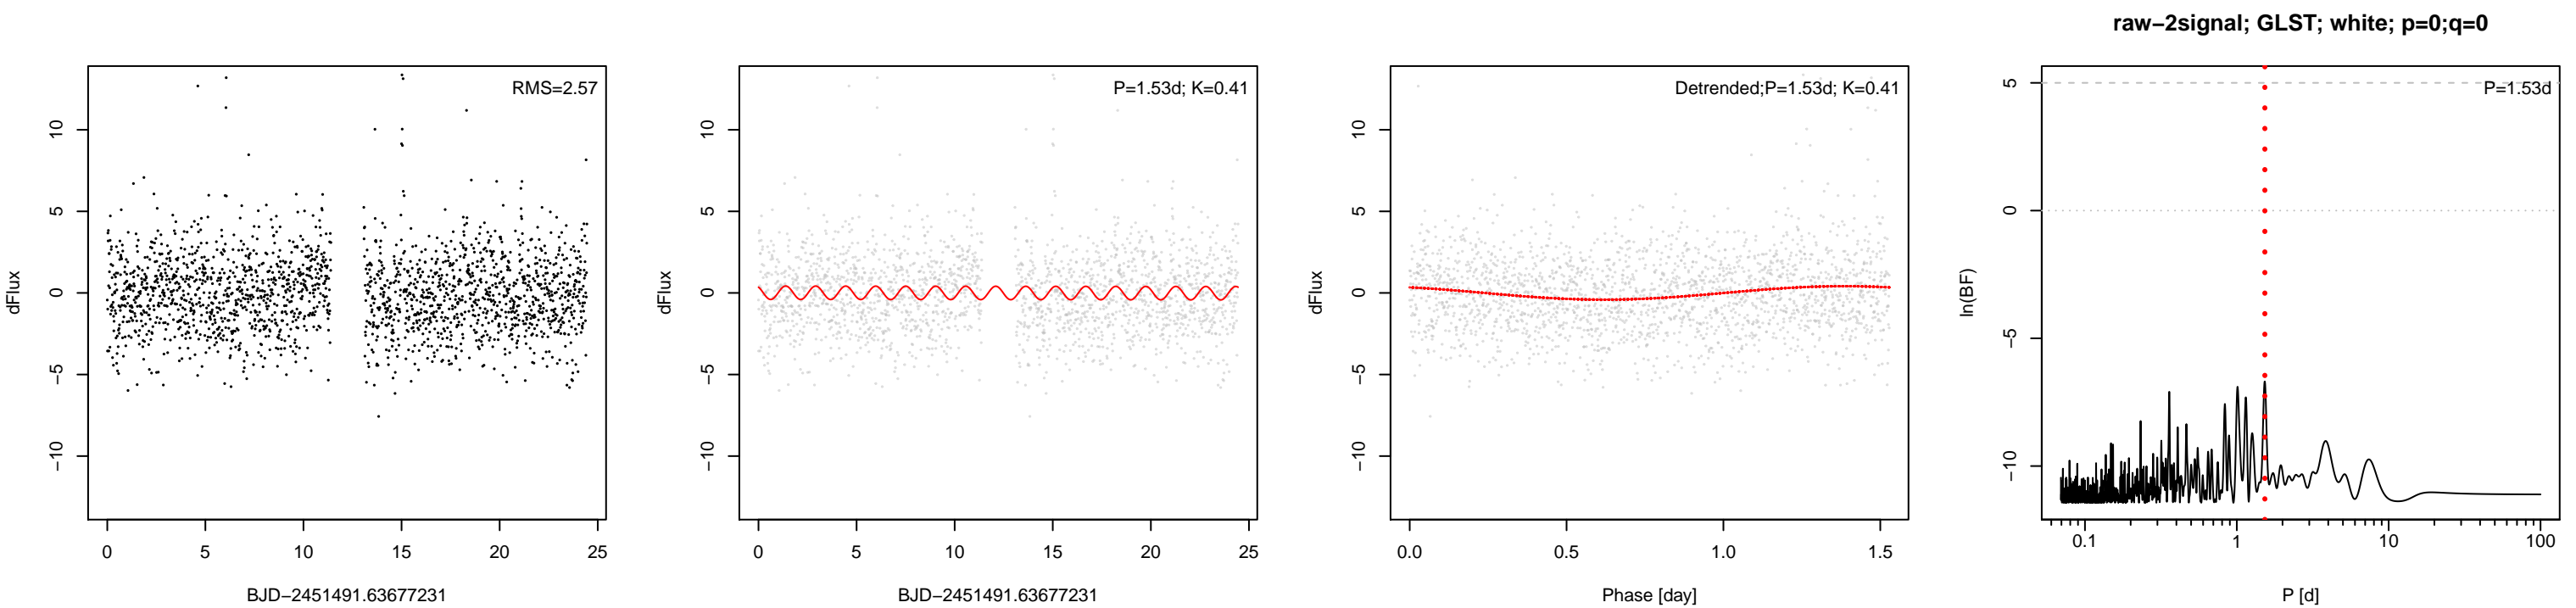 raw−2signal; GLST; white; p=0;q=0
RMS=2.57
dFlux
10
5
0
−5
−10
0 5 10 15 20 25
BJD−2451491.63677231
P=1.53d; K=0.41
dFlux
10
5
0
−5
−10
0 5 10 15 20 25
BJD−2451491.63677231
Detrended;P=1.53d; K=0.41
dFlux
10
5
0
−5
−10
0.0 0.5 1.0 1.5
Phase [day]
P=1.53d
ln(BF)
5
0
−5
−10
0.1 1 10 100
P [d]